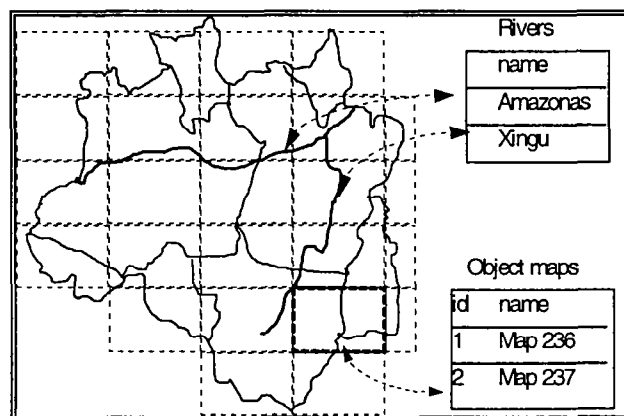 Rivers
name
Amazonas
Xingu
Object maps
id name
1 Map 236
2 Map 237